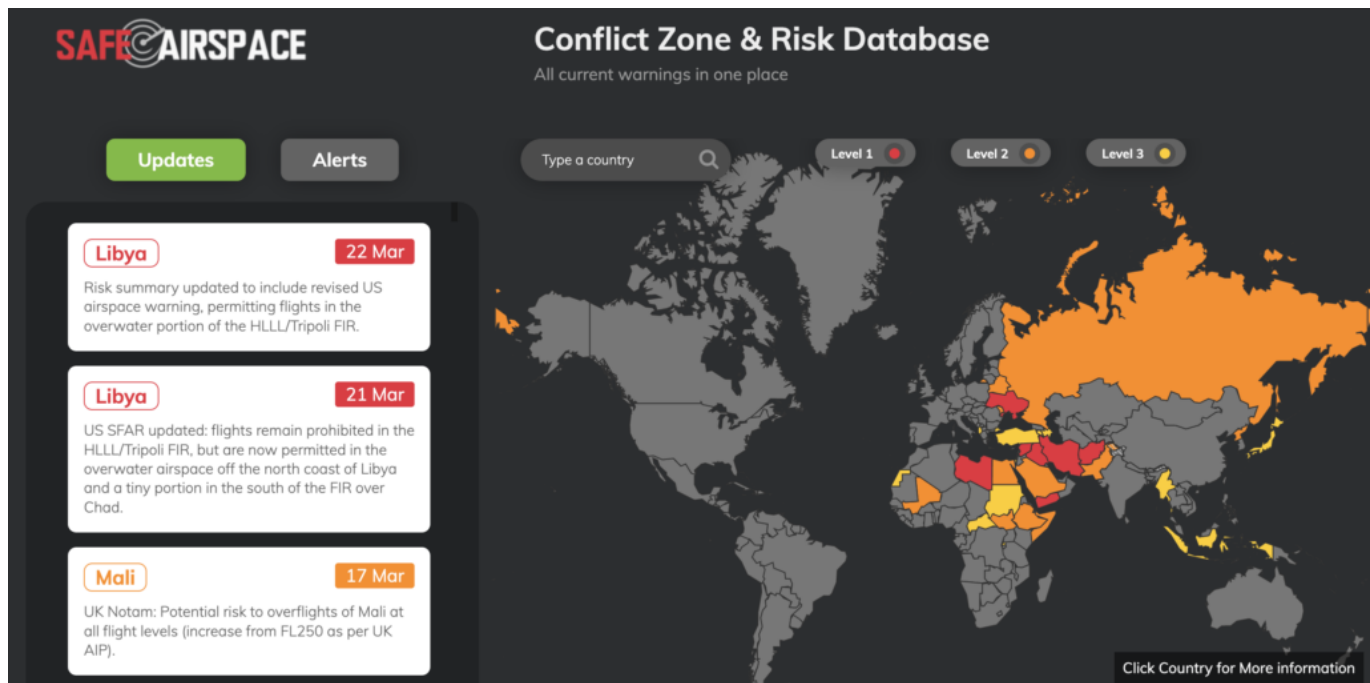 SAFE AIRSPACE
Conflict Zone & Risk Database
All current warnings in one place
Updates
Alerts
Type a country
Level 1
Level 2
Level 3
Libya
22 Mar
Risk summary updated to include revised US
airspace warning, permitting flights in the
overwater portion of the HLLL/Tripoli FIR.
Libya
21 Mar
US SFAR updated: flights remain prohibited in the
HLLL/Tripoli FIR, but are now permitted in the
overwater airspace off the north coast of Libya
and a tiny portion in the south of the FIR over
Chad.
Mali
17 Mar
UK Notam: Potential risk to overflights of Mali at
all flight levels (increase from FL250 as per UK
AIP).
Click Country for More information